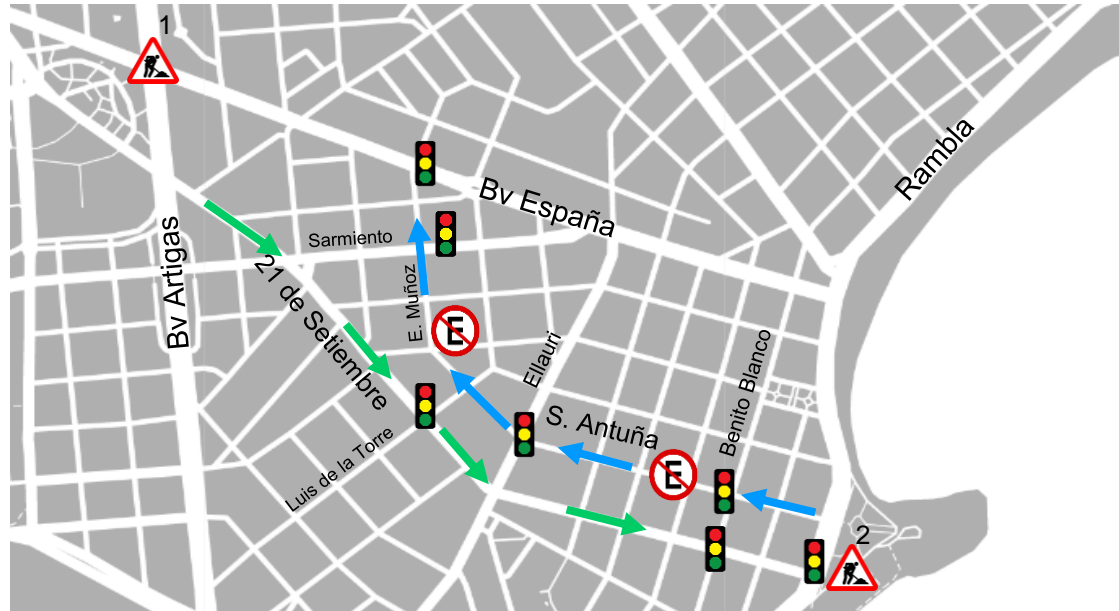 1
Rambla
Bv España
Sarmiento
Bv Artigas
21 de Setiembre
E. Muñoz
E
Ellauri
Benito Blanco
S. Antuña
Luis de la Torre
E
2